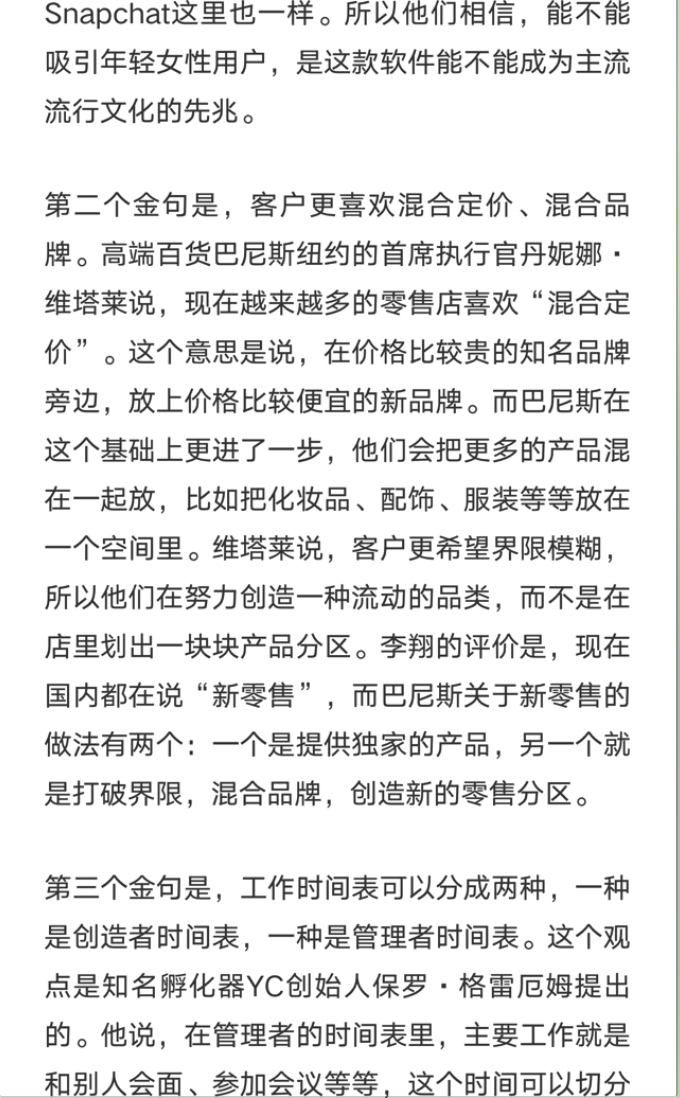 Snapchat这里也一样。所以他们相信，能不能
吸引年轻女性用户，是这款软件能不能成为主流
流行文化的先兆。
第二个金句是，客户更喜欢混合定价、混合品
牌。高端百货巴尼斯纽约的首席执行官丹妮娜·
维塔莱说，现在越来越多的零售店喜欢“混合定
价”。这个意思是说，在价格比较贵的知名品牌
旁边，放上价格比较便宜的新品牌。而巴尼斯在
这个基础上更进了一步，他们会把更多的产品混
在一起放，比如把化妆品、配饰、服装等等放在
一个空间里。维塔莱说，客户更希望界限模糊，
所以他们在努力创造一种流动的品类，而不是在
店里划出一块块产品分区。李翔的评价是，现在
国内都在说“新零售”，而巴尼斯关于新零售的
做法有两个：一个是提供独家的产品，另一个就
是打破界限，混合品牌，创造新的零售分区。
第三个金句是，工作时间表可以分成两种，一种
是创造者时间表，一种是管理者时间表。这个观
点是知名孵化器YC创始人保罗·格雷厄姆提出
的。他说，在管理者的时间表里，主要工作就是
和别人会面、参加会议等等，这个时间可以切分